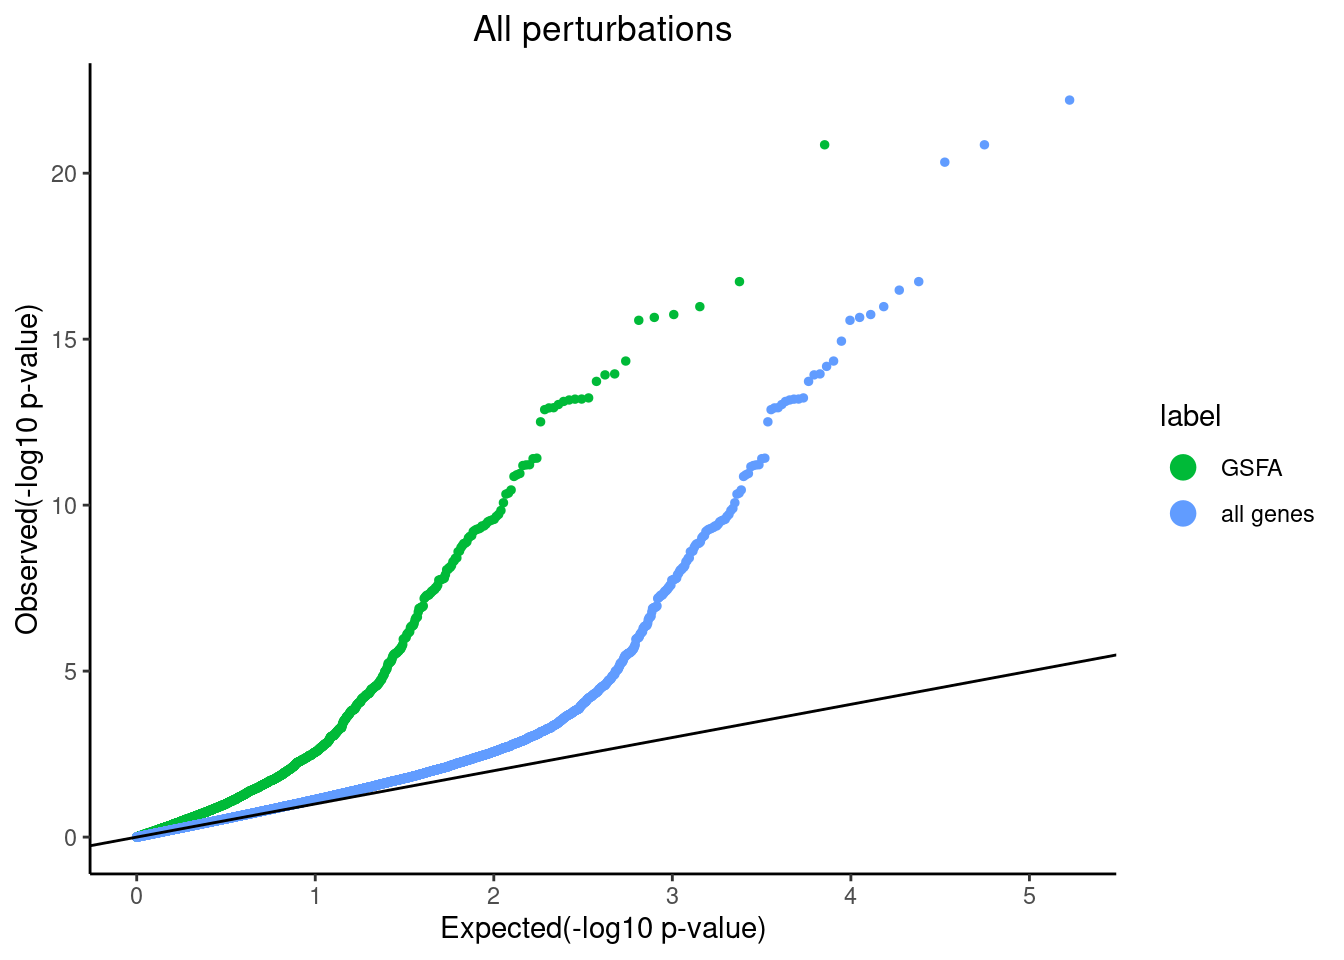 All perturbations
Observed(-log10 p-value)
20
15
10
5
0
0 1 2 3 4 5
Expected(-log10 p-value)
label
GSFA
all genes